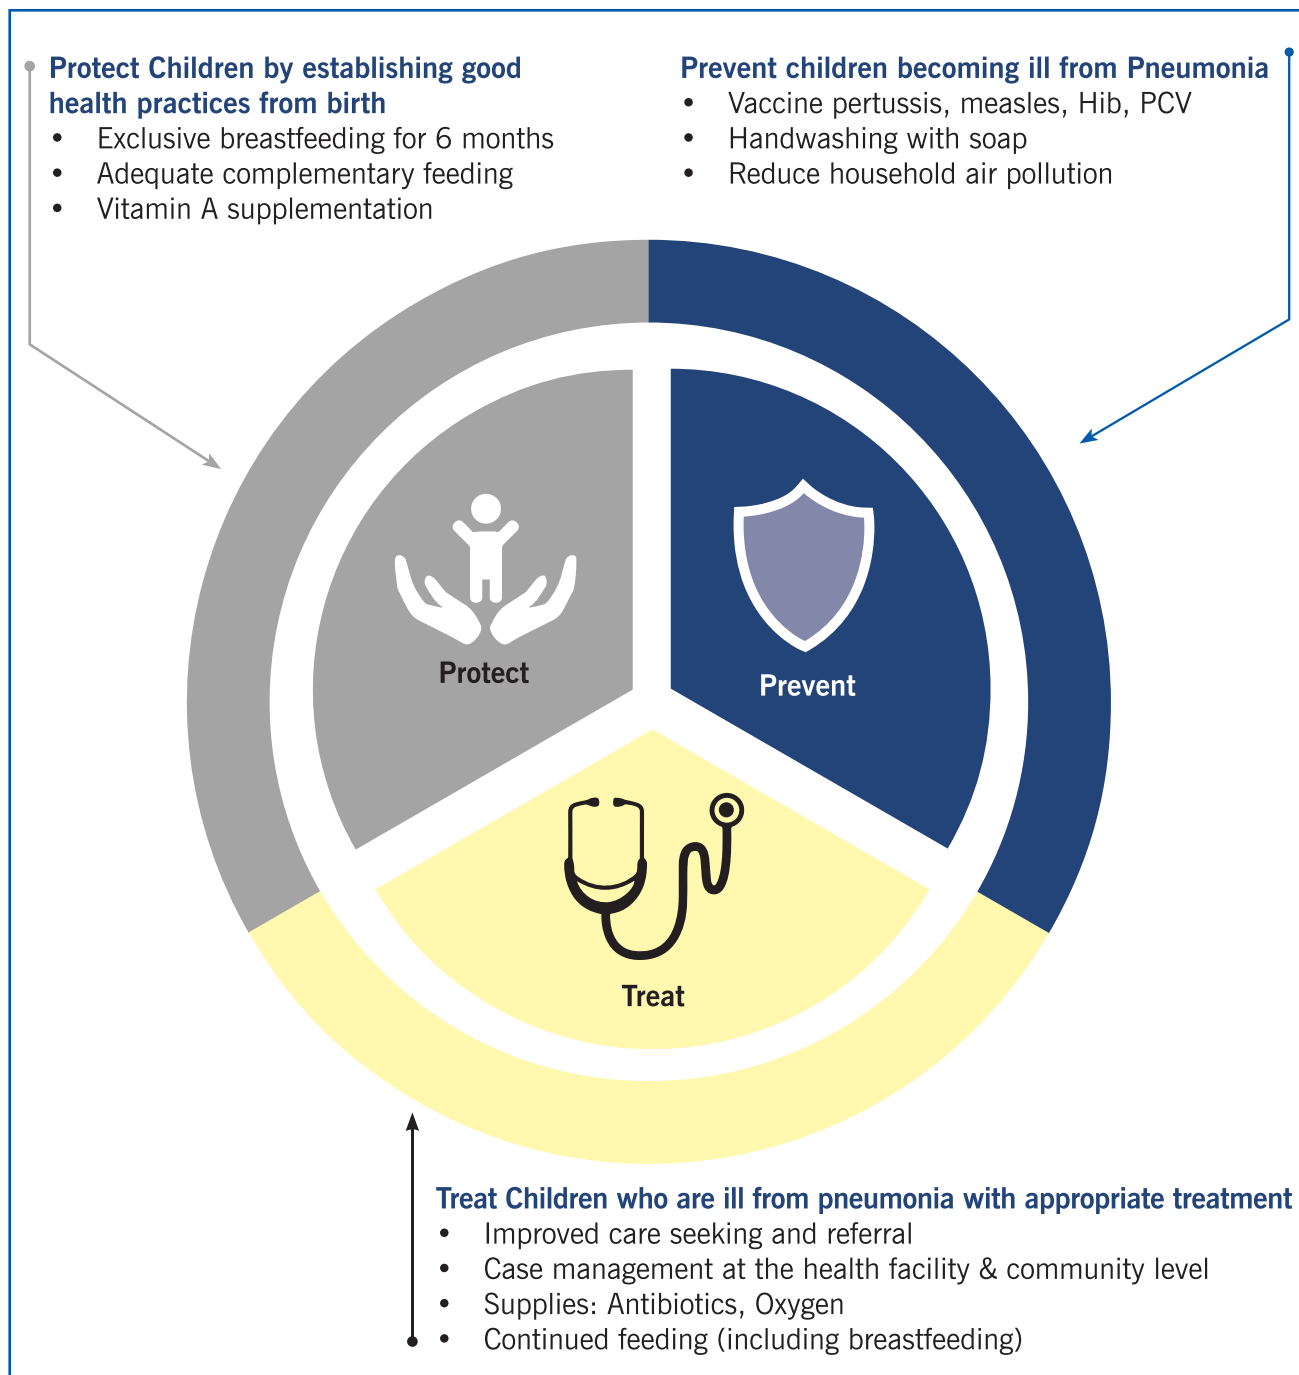 Protect Children by establishing good
health practices from birth
• Exclusive breastfeeding for 6 months
• Adequate complementary feeding
• Vitamin A supplementation
Prevent children becoming ill from Pneumonia
• Vaccine pertussis, measles, Hib, PCV
• Handwashing with soap
• Reduce household air pollution
Protect
Prevent
Treat
Treat Children who are ill from pneumonia with appropriate treatment
• Improved care seeking and referral
• Case management at the health facility & community level
• Supplies: Antibiotics, Oxygen
• Continued feeding (including breastfeeding)